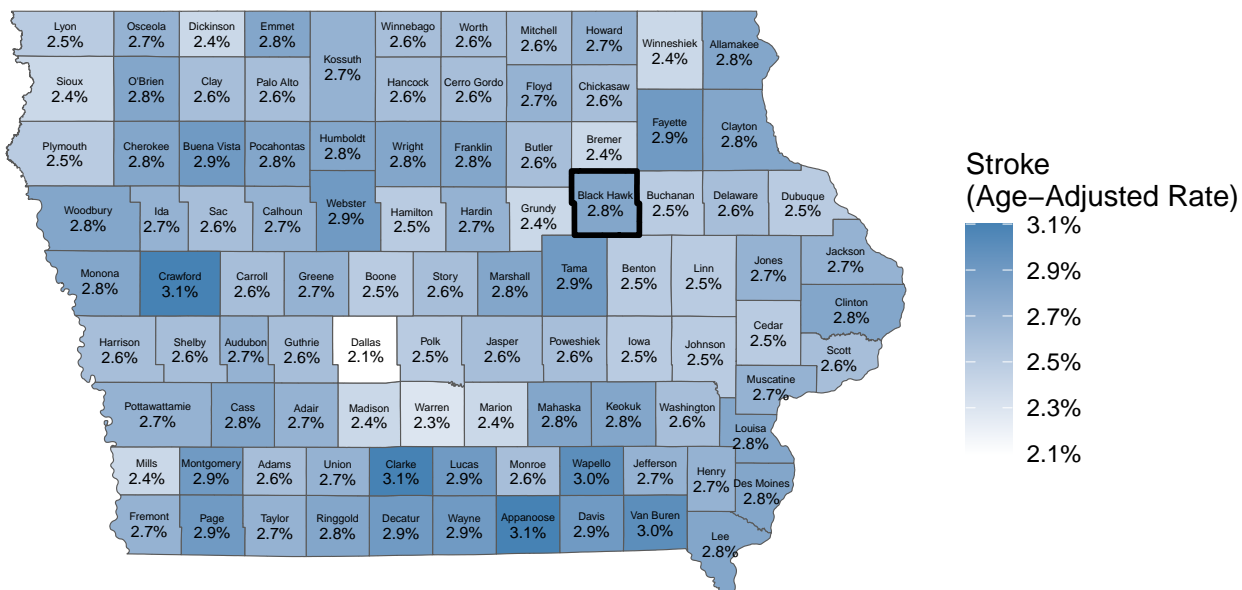 Lyon
2.5%
Osceola
2.7%
Dickinson
2.4%
Emmet
2.8%
Kossuth
2.7%
Winnebago
2.6%
Worth
2.6%
Mitchell
2.6%
Howard
2.7%
Winneshiek
2.4%
Allamakee
2.8%
Sioux
2.4%
O'Brien
2.8%
Clay
2.6%
Palo Alto
2.6%
Hancock
2.6%
Cerro Gordo
2.6%
Floyd
2.7%
Chickasaw
2.6%
Plymouth
2.5%
Cherokee
2.8%
Buena Vista
2.9%
Pocahontas
2.8%
Humboldt
2.8%
Wright
2.8%
Franklin
2.8%
Butler
2.6%
Bremer
2.4%
Fayette
2.9%
Clayton
2.8%
Woodbury
2.8%
Ida
2.7%
Sac
2.6%
Calhoun
2.7%
Webster
2.9%
Hamilton
2.5%
Hardin
2.7%
Grundy
2.4%
Black Hawk
2.8%
Buchanan
2.5%
Delaware
2.6%
Dubuque
2.5%
Monona
2.8%
Crawford
3.1%
Carroll
2.6%
Greene
2.7%
Boone
2.5%
Story
2.6%
Marshall
2.8%
Tama
2.9%
Benton
2.5%
Linn
2.5%
Jones
2.7%
Jackson
2.7%
Clinton
2.8%
Harrison
2.6%
Shelby
2.6%
Audubon
2.7%
Guthrie
2.6%
Dallas
2.1%
Polk
2.5%
Jasper
2.6%
Poweshiek
2.6%
Iowa
2.5%
Johnson
2.5%
Cedar
2.5%
Scott
2.6%
Muscatine
2.7%
Pottawattamie
2.7%
Cass
2.8%
Adair
2.7%
Madison
2.4%
Warren
2.3%
Marion
2.4%
Mahaska
2.8%
Keokuk
2.8%
Washington
2.6%
Louisa
2.8%
Mills
2.4%
Montgomery
2.9%
Adams
2.6%
Union
2.7%
Clarke
3.1%
Lucas
2.9%
Monroe
2.6%
Wapello
3.0%
Jefferson
2.7%
Henry
2.7%
Des Moines
2.8%
Fremont
2.7%
Page
2.9%
Taylor
2.7%
Ringgold
2.8%
Decatur
2.9%
Wayne
2.9%
Appanoose
3.1%
Davis
2.9%
Van Buren
3.0%
Lee
2.8%
Stroke
(Age−Adjusted Rate)
3.1%
2.9%
2.7%
2.5%
2.3%
2.1%